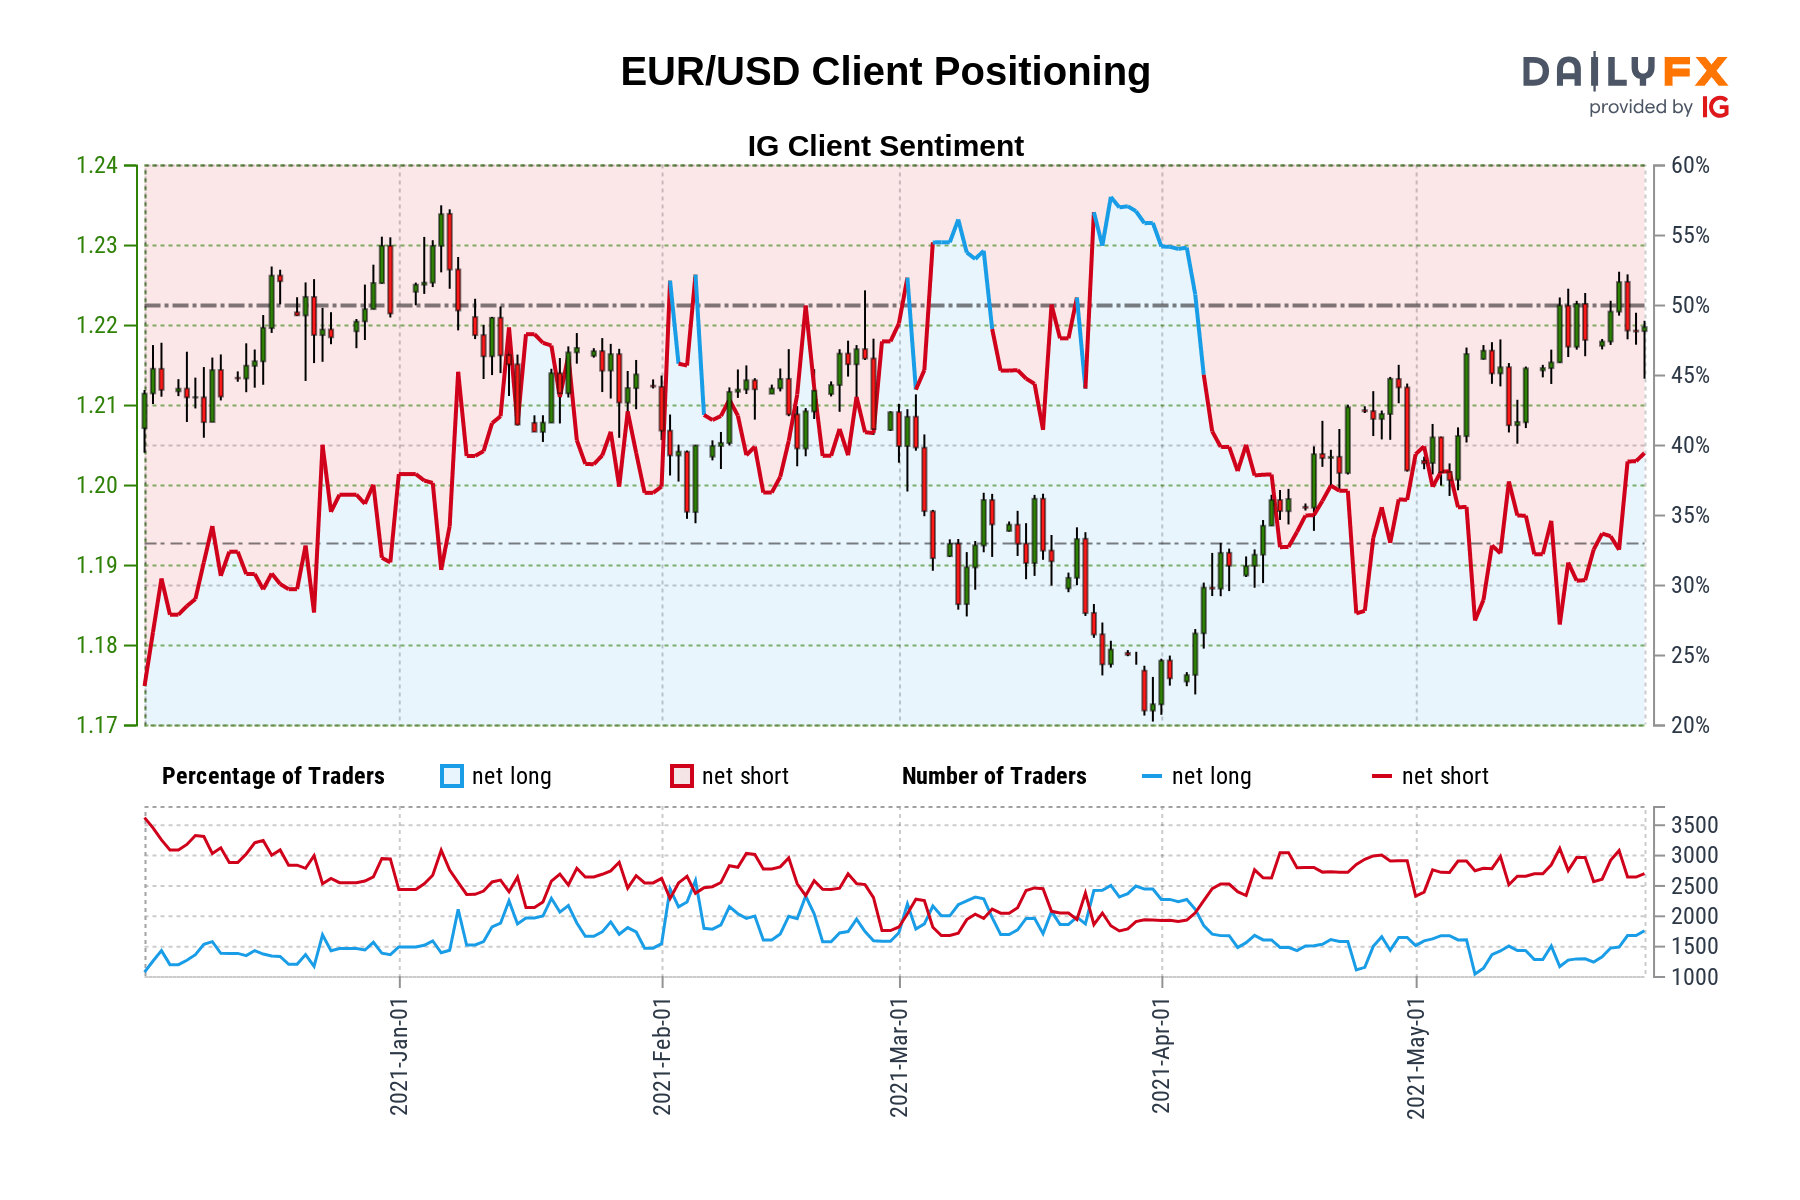 EUR/USD Client Positioning
DAILYFX
provided by IG
IG Client Sentiment
1.24
1.23
1.22
1.21
1.20
1.19
1.18
1.17
60%
55%
50%
45%
40%
35%
30%
25%
20%
Percentage of Traders net long net short Number of Traders net long net short
3500
3000
2500
2000
1500
1000
2021-Jan-01
2021-Feb-01
2021-Mar-01
2021-Apr-01
2021-May-01